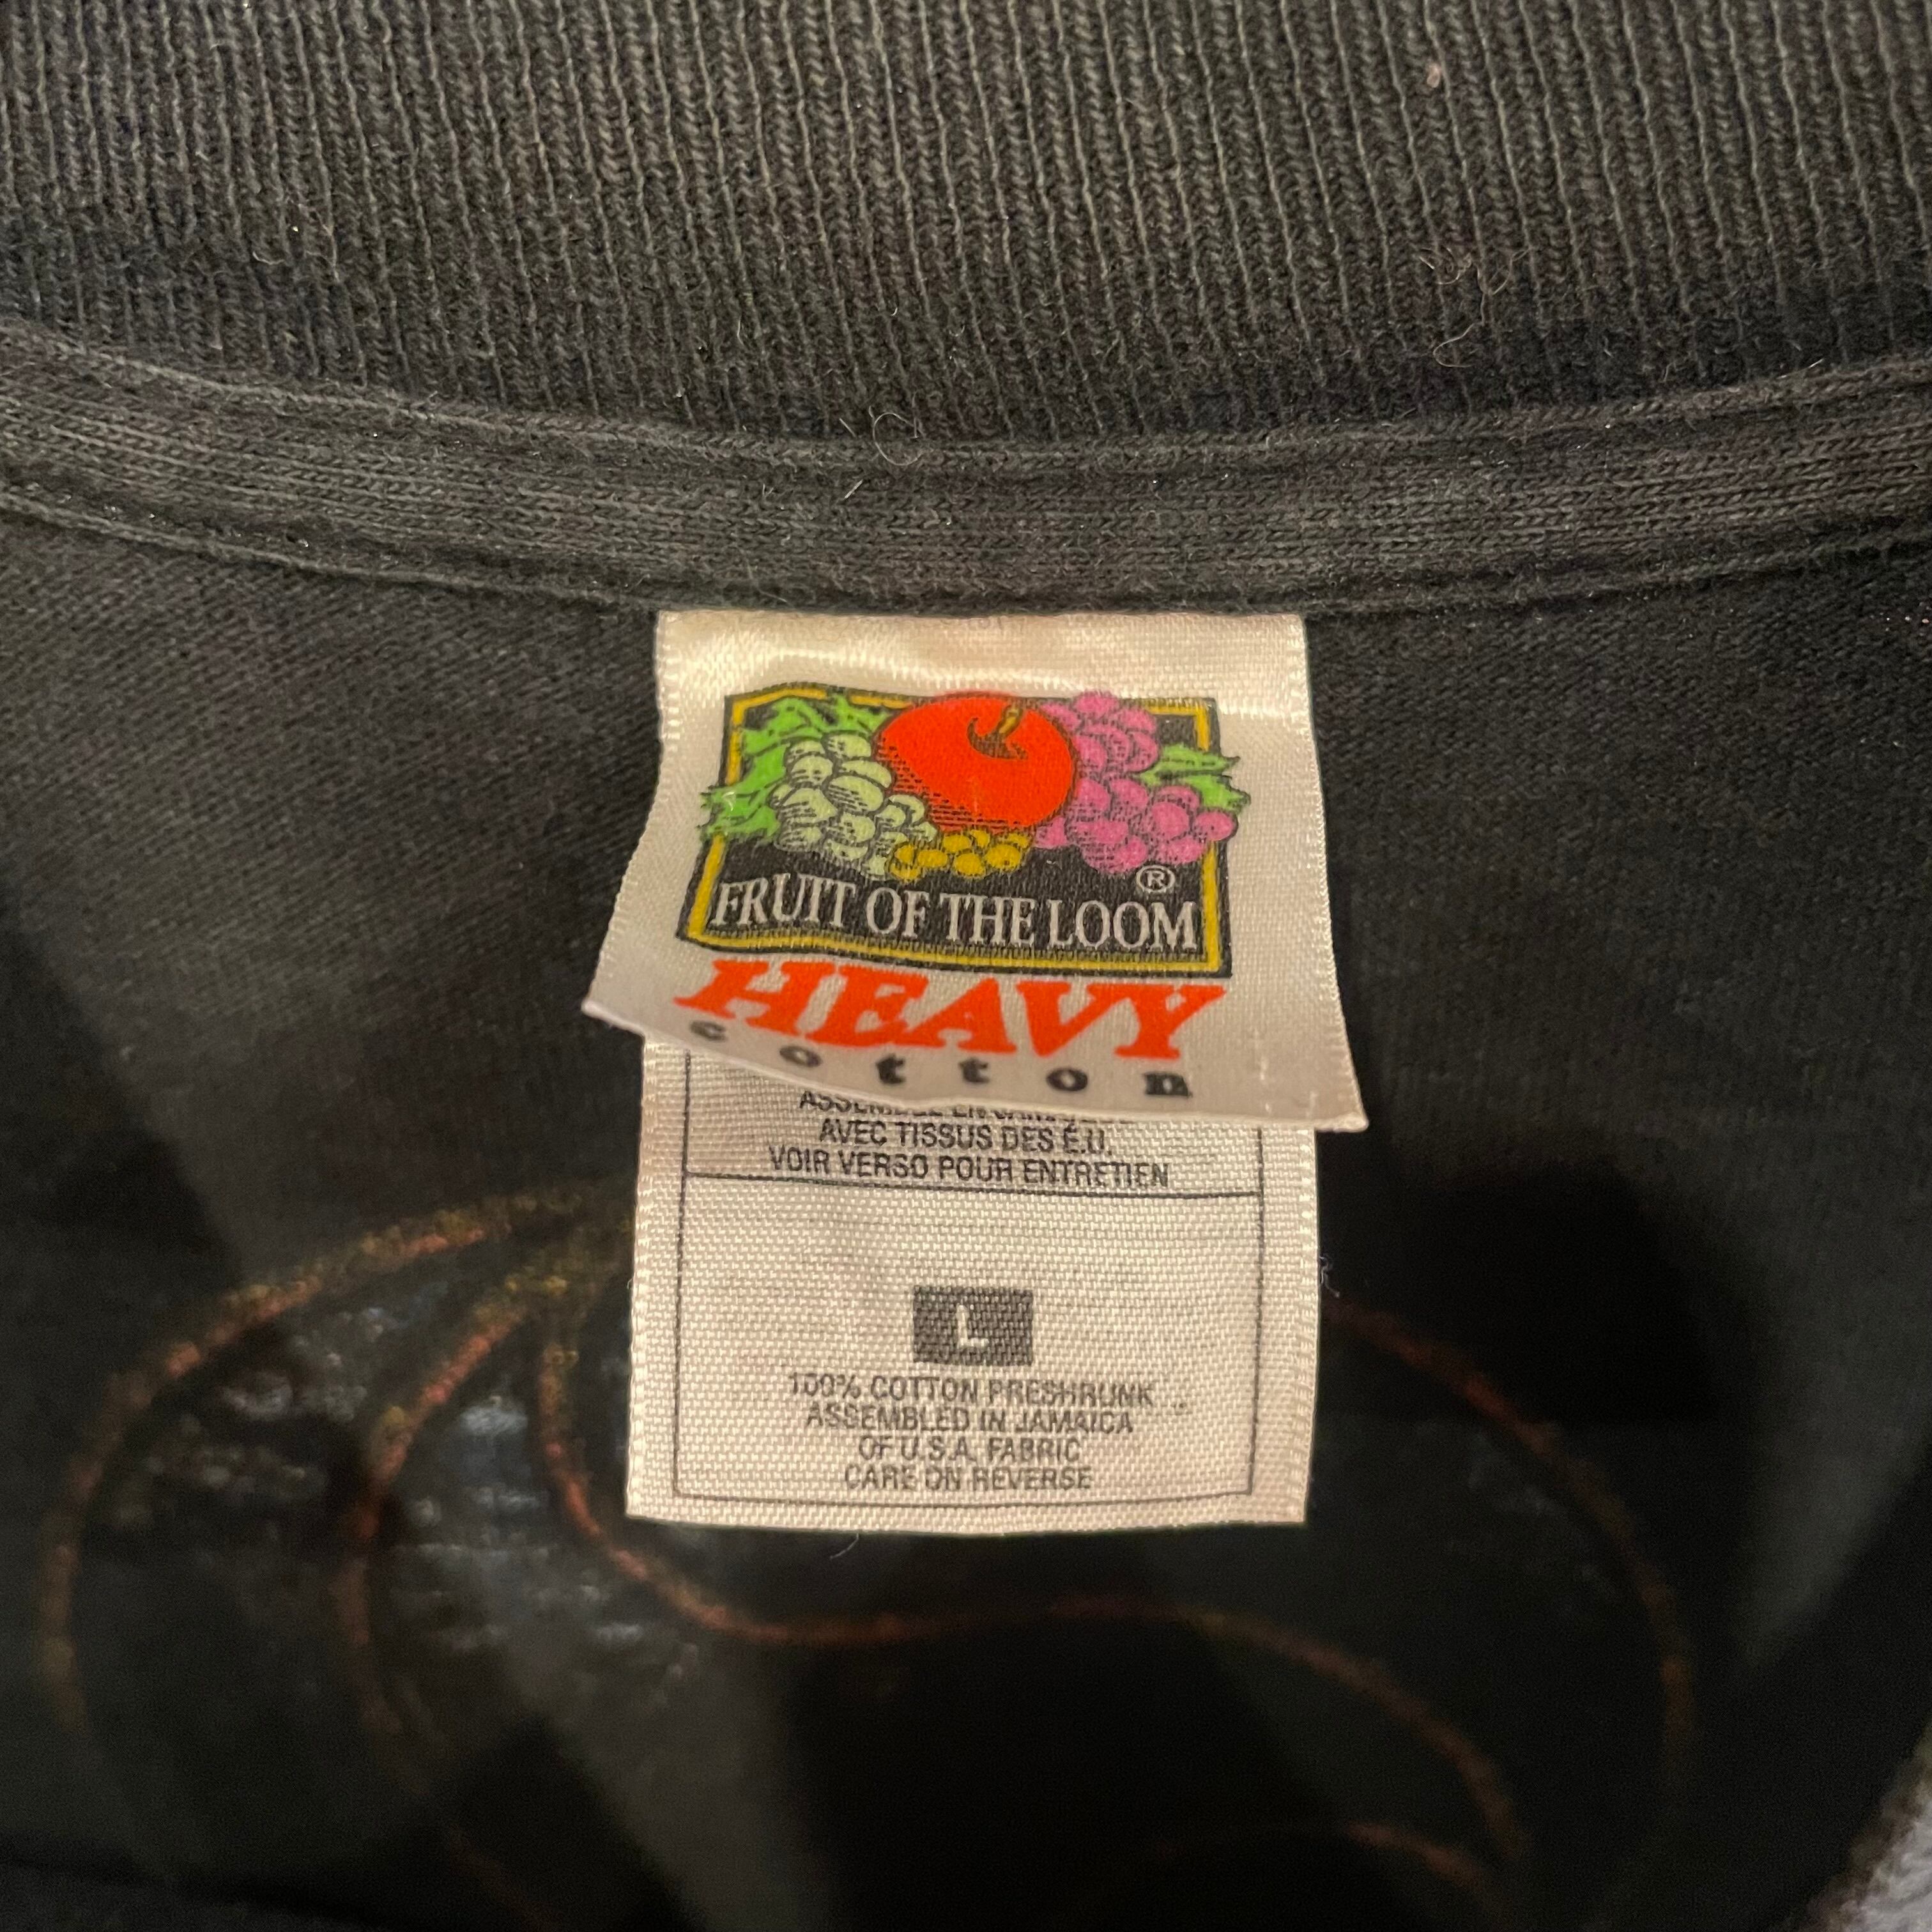 ®
FRUIT OF THE LOOM
HEAVY
cotton
AVEC TISSUS DES É.U.
VOIR VERSO POUR ENTRETIEN
L
100% COTTON PRESHRUNK
ASSEMBLED IN JAMAICA
OF U.S.A. FABRIC
CARE ON REVERSE